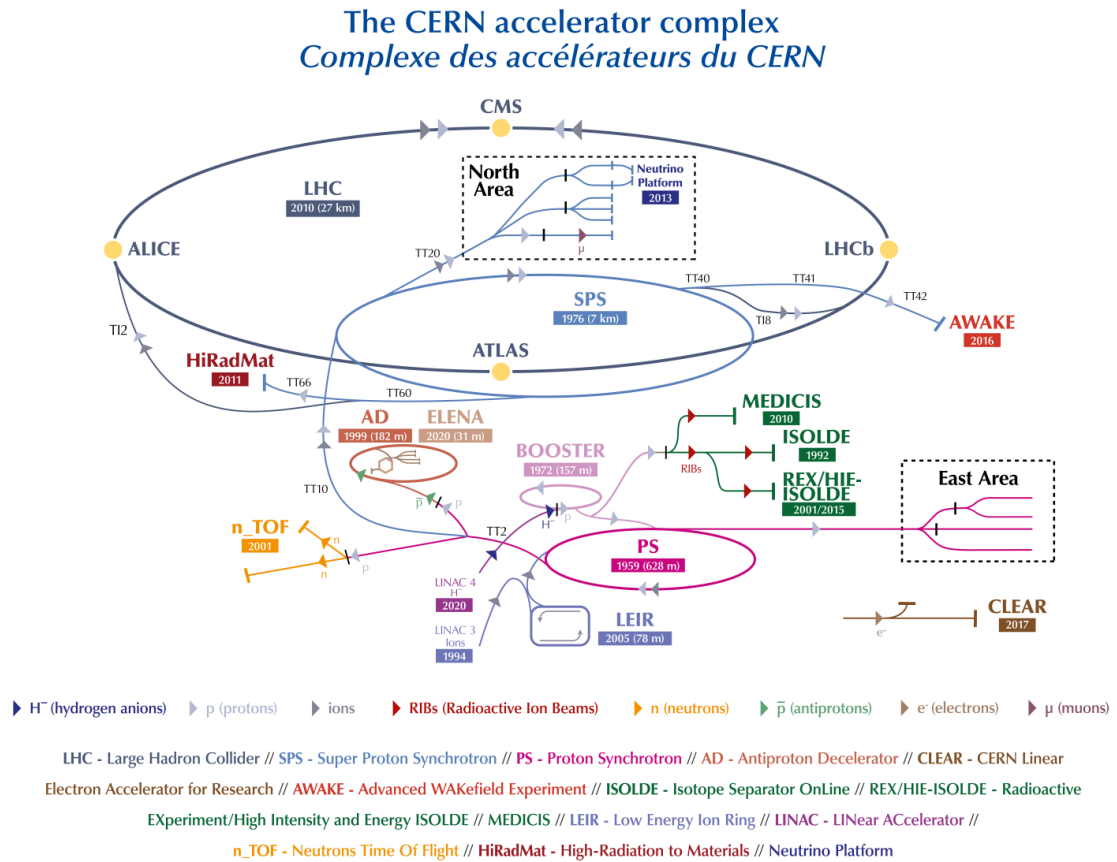 The CERN accelerator complex
Complexe des accélérateurs du CERN
CMS
North
Area
Neutrino
Platform
2013
LHC
2010 (27 km)
ALICE
LHCb
TT20
μ
TT40
TT41
TT42
SPS
1976 (7 km)
TI8
AWAKE
2016
TI2
ATLAS
HiRadMat
2011
TT66
TT60
MEDICIS
2010
AD
1999 (182 m)
ELENA
2020 (31 m)
BOOSTER
1972 (157 m)
ISOLDE
1992
RIBs
REX/HIE-
ISOLDE
2001/2015
East Area
TT10
p̅
p
TT2
H⁻
p
n_TOF
2001
n
n
p
PS
1959 (628 m)
LINAC 4
H⁻
2020
LINAC 3
Ions
1994
LEIR
2005 (78 m)
e⁻
CLEAR
2017
H⁻ (hydrogen anions)
p (protons)
ions
RIBs (Radioactive Ion Beams)
n (neutrons)
p̅ (antiprotons)
e⁻ (electrons)
μ (muons)
LHC - Large Hadron Collider // SPS - Super Proton Synchrotron // PS - Proton Synchrotron // AD - Antiproton Decelerator // CLEAR - CERN Linear
Electron Accelerator for Research // AWAKE - Advanced WAKefield Experiment // ISOLDE - Isotope Separator OnLine // REX/HIE-ISOLDE - Radioactive
EXperiment/High Intensity and Energy ISOLDE // MEDICIS // LEIR - Low Energy Ion Ring // LINAC - LINear ACcelerator //
n_TOF - Neutrons Time Of Flight // HiRadMat - High-Radiation to Materials // Neutrino Platform